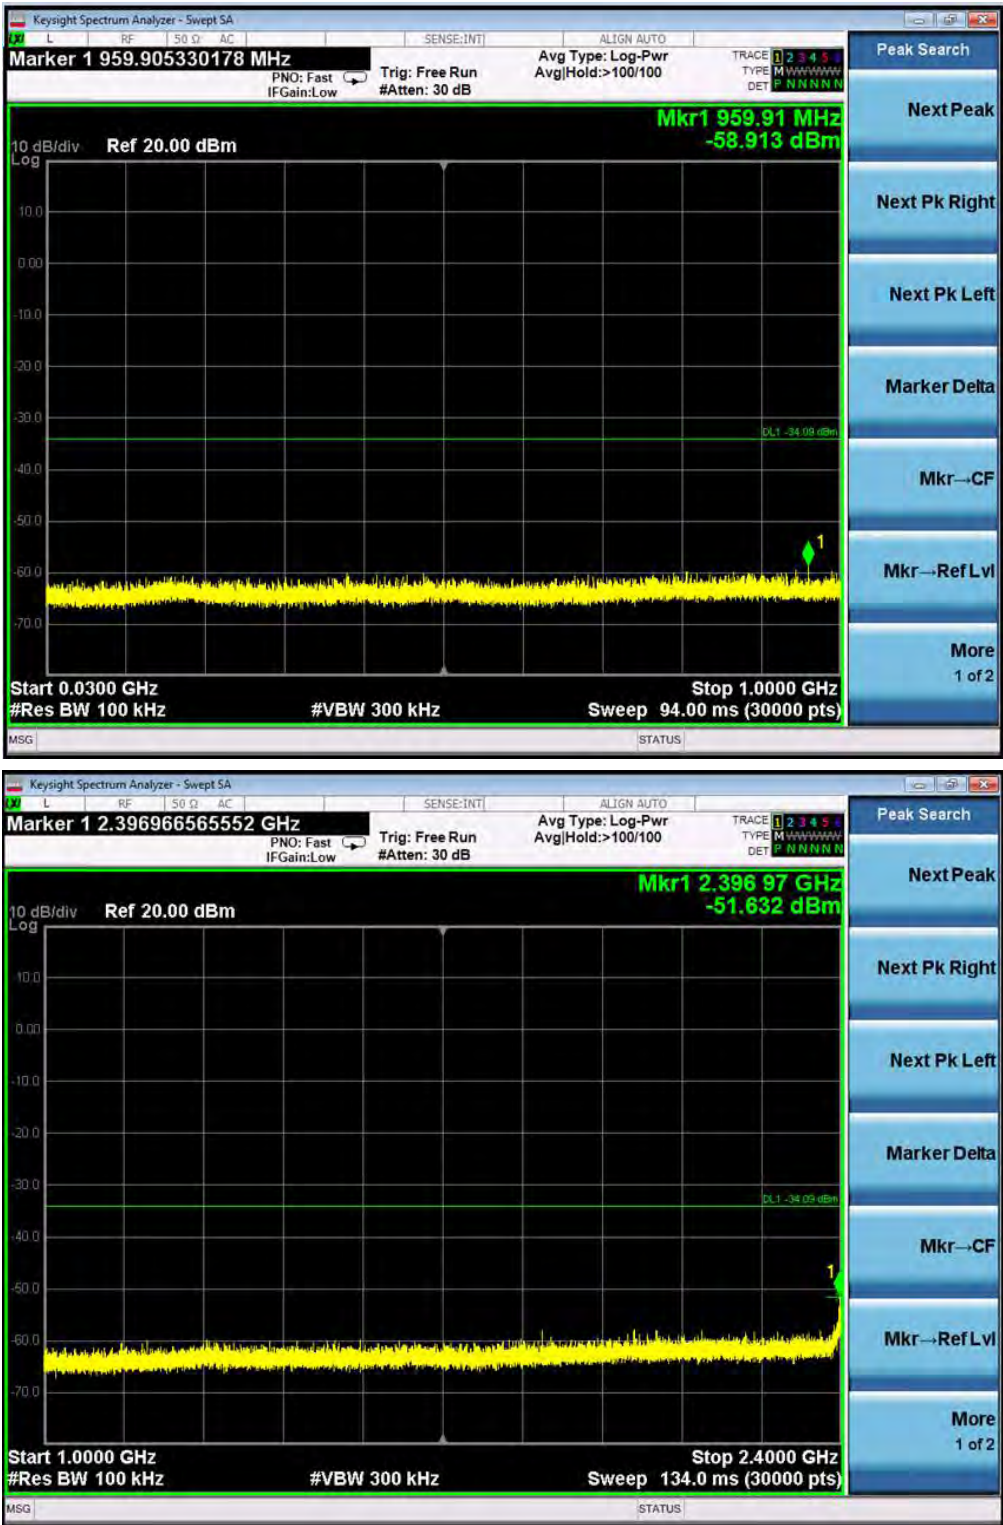 Keysight Spectrum Analyzer - Swept SA
LXI L RF 50 Ω AC SENSE:INT ALIGN AUTO
Marker 1 959.905330178 MHz
PNO: Fast
IFGain:Low
Trig: Free Run
#Atten: 30 dB
Avg Type: Log-Pwr
Avg|Hold:>100/100
TRACE 1 2 3 4 5 6
TYPE M W W W W W
DET P N N N N N
Mkr1 959.91 MHz
-58.913 dBm
10 dB/div Ref 20.00 dBm
Log
10.0
0.00
-10.0
-20.0
-30.0
DL1 -34.09 dBm
-40.0
-50.0
1
-60.0
-70.0
Start 0.0300 GHz Stop 1.0000 GHz
#Res BW 100 kHz #VBW 300 kHz Sweep 94.00 ms (30000 pts)
MSG STATUS
Peak Search
Next Peak
Next Pk Right
Next Pk Left
Marker Delta
Mkr→CF
Mkr→Ref Lvl
More
1 of 2
Keysight Spectrum Analyzer - Swept SA
LXI L RF 50 Ω AC SENSE:INT ALIGN AUTO
Marker 1 2.396966565552 GHz
PNO: Fast
IFGain:Low
Trig: Free Run
#Atten: 30 dB
Avg Type: Log-Pwr
Avg|Hold:>100/100
TRACE 1 2 3 4 5 6
TYPE M W W W W W
DET P N N N N N
Mkr1 2.396 97 GHz
-51.632 dBm
10 dB/div Ref 20.00 dBm
Log
10.0
0.00
-10.0
-20.0
-30.0
DL1 -34.09 dBm
-40.0
1
-50.0
-60.0
-70.0
Start 1.0000 GHz Stop 2.4000 GHz
#Res BW 100 kHz #VBW 300 kHz Sweep 134.0 ms (30000 pts)
MSG STATUS
Peak Search
Next Peak
Next Pk Right
Next Pk Left
Marker Delta
Mkr→CF
Mkr→Ref Lvl
More
1 of 2